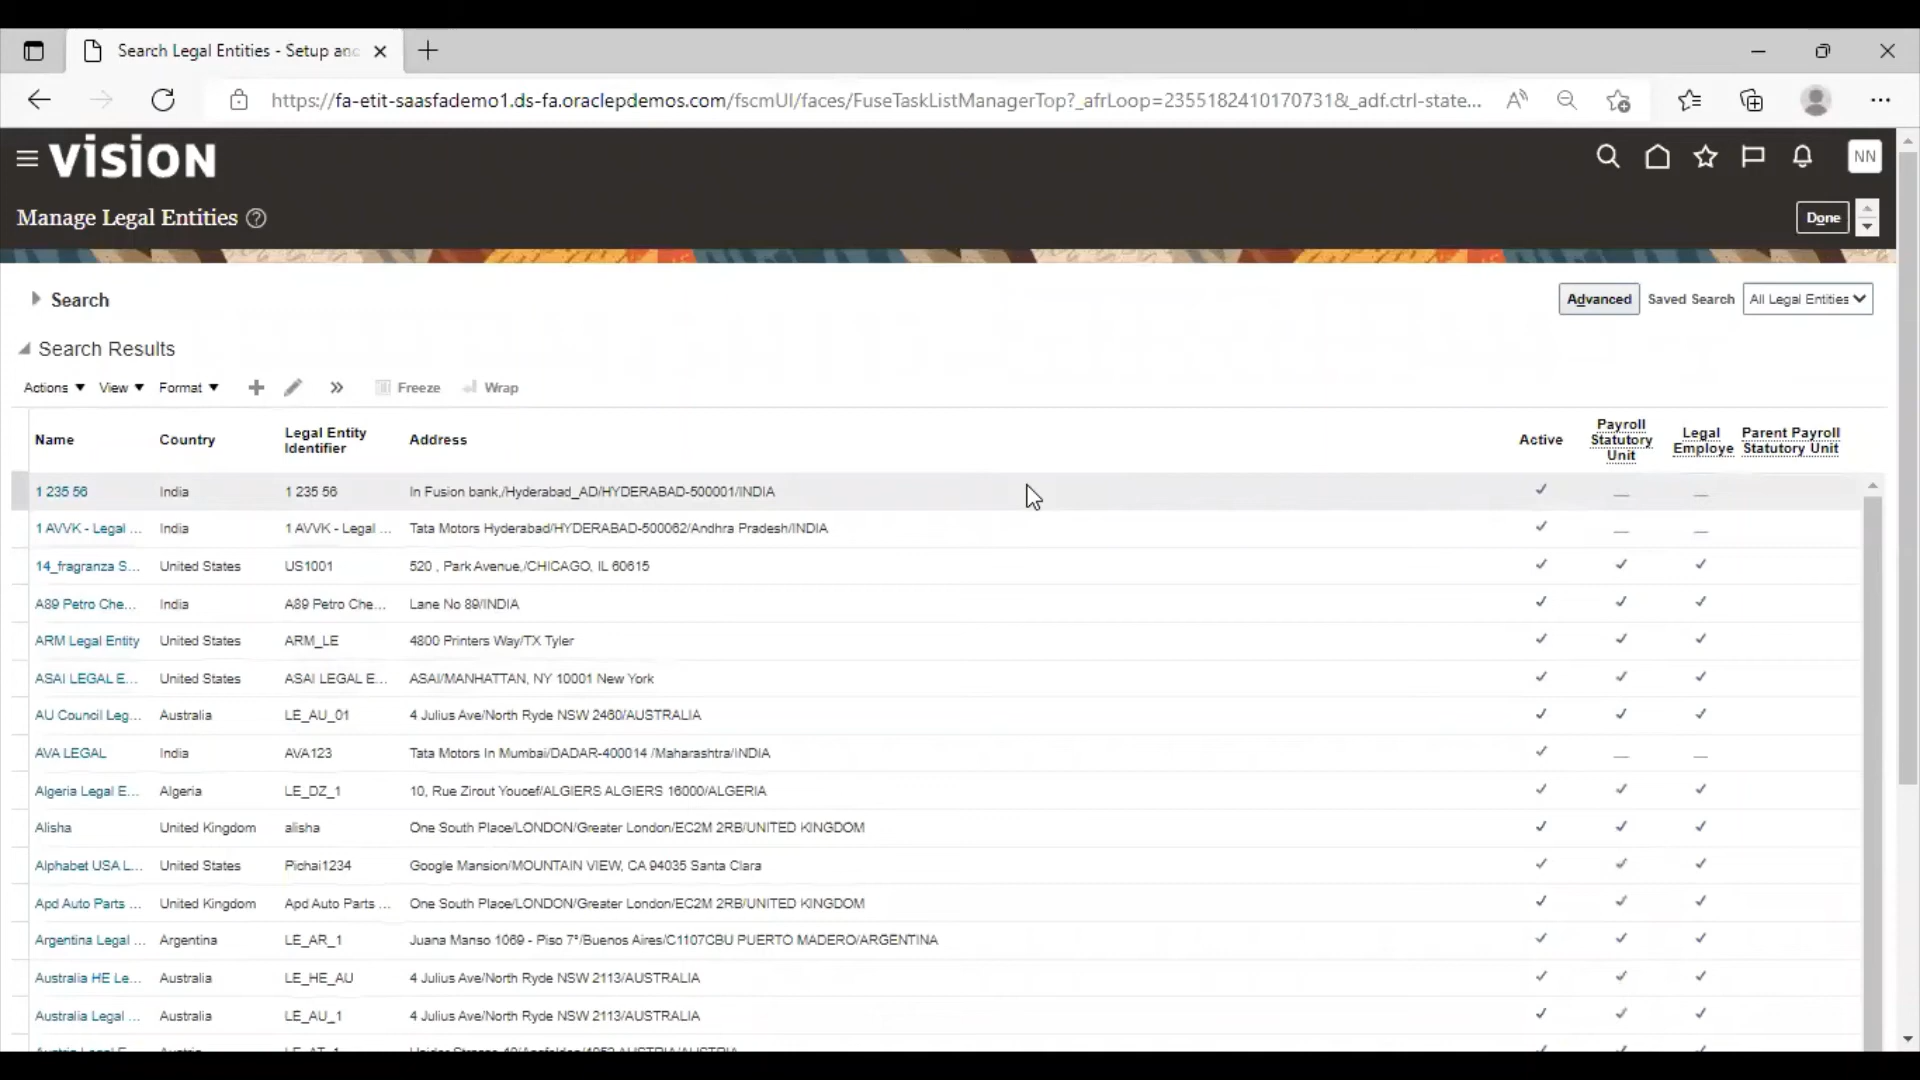 Search Legal Entities - Setup and
https://fa-etit-saasfademo1.ds-fa.oraclepdemos.com/fscmUI/faces/FuseTaskListManagerTop?_afrLoop=2355182410170731&_adf.ctrl-state...
VISION
NN
Manage Legal Entities
Done
Search
Advanced Saved Search All Legal Entities
Search Results
Actions View Format Freeze Wrap
Name Country Legal Entity Identifier Address Active Payroll Statutory Unit Legal Employe Parent Payroll Statutory Unit
1 235 56 India 1 235 56 In Fusion bank,/Hyderabad_AD/HYDERABAD-500001/INDIA
1 AVVK - Legal ... India 1 AVVK - Legal ... Tata Motors Hyderabad/HYDERABAD-500062/Andhra Pradesh/INDIA
14_fragranza S... United States US1001 520 , Park Avenue,/CHICAGO, IL 60615
A89 Petro Che... India A89 Petro Che... Lane No 89/INDIA
ARM Legal Entity United States ARM_LE 4800 Printers Way/TX Tyler
ASAI LEGAL E... United States ASAI LEGAL E... ASAI/MANHATTAN, NY 10001 New York
AU Council Leg... Australia LE_AU_01 4 Julius Ave/North Ryde NSW 2460/AUSTRALIA
AVA LEGAL India AVA123 Tata Motors In Mumbai/DADAR-400014 /Maharashtra/INDIA
Algeria Legal E... Algeria LE_DZ_1 10, Rue Zirout Youcef/ALGIERS ALGIERS 16000/ALGERIA
Alisha United Kingdom alisha One South Place/LONDON/Greater London/EC2M 2RB/UNITED KINGDOM
Alphabet USA L... United States Pichai1234 Google Mansion/MOUNTAIN VIEW, CA 94035 Santa Clara
Apd Auto Parts ... United Kingdom Apd Auto Parts ... One South Place/LONDON/Greater London/EC2M 2RB/UNITED KINGDOM
Argentina Legal ... Argentina LE_AR_1 Juana Manso 1069 - Piso 7°/Buenos Aires/C1107CBU PUERTO MADERO/ARGENTINA
Australia HE Le... Australia LE_HE_AU 4 Julius Ave/North Ryde NSW 2113/AUSTRALIA
Australia Legal ... Australia LE_AU_1 4 Julius Ave/North Ryde NSW 2113/AUSTRALIA